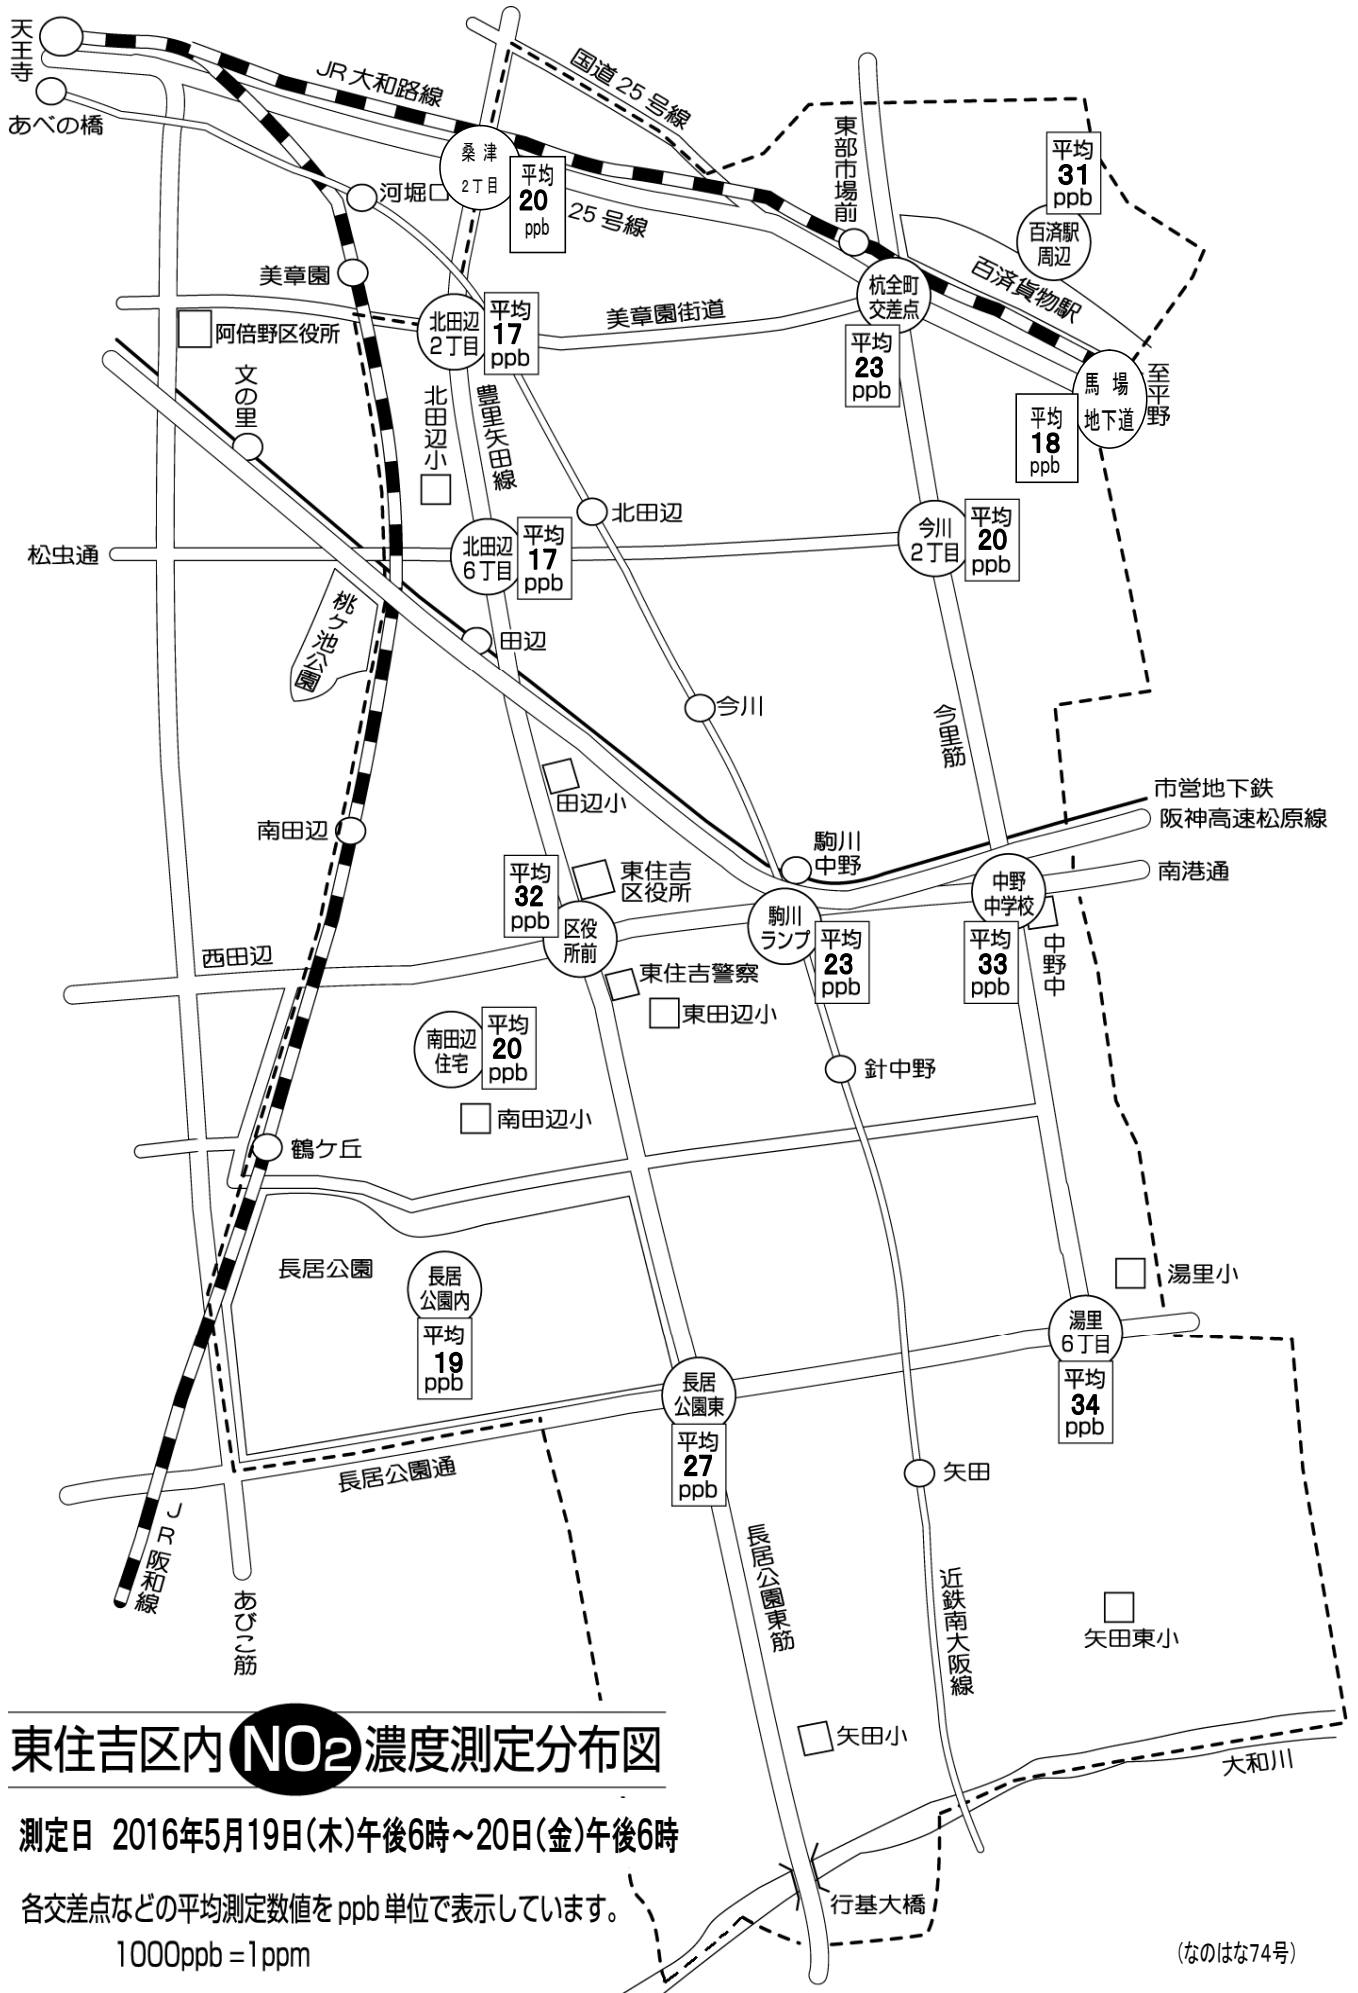 天王寺
あべの橋
JR大和路線
国道25号線
桑津
2丁目
平均
20
ppb
河堀口
25号線
東部市場前
平均
31
ppb
百済駅
周辺
百済貨物駅
美章園
阿倍野区役所
北田辺
2丁目
平均
17
ppb
美章園街道
杭全町
交差点
平均
23
ppb
馬場
地下道
平均
18
ppb
至平野
文の里
北田辺小
豊里矢田線
北田辺
松虫通
北田辺
6丁目
平均
17
ppb
今川
2丁目
平均
20
ppb
桃ケ池公園
田辺
今川
今里筋
田辺小
南田辺
市営地下鉄
阪神高速松原線
南港通
駒川
中野
平均
32
ppb
東住吉
区役所
区役
所前
駒川
ランプ
平均
23
ppb
中野
中学校
平均
33
ppb
中野中
西田辺
東住吉警察
東田辺小
南田辺
住宅
平均
20
ppb
針中野
南田辺小
鶴ケ丘
長居公園
長居
公園内
平均
19
ppb
湯里小
湯里
6丁目
平均
34
ppb
長居
公園東
平均
27
ppb
長居公園通
矢田
JR阪和線
あびこ筋
長居公園東筋
近鉄南大阪線
矢田東小
矢田小
大和川
行基大橋
東住吉区内NO2濃度測定分布図
測定日 2016年5月19日(木)午後6時～20日(金)午後6時
各交差点などの平均測定数値をppb単位で表示しています。
1000ppb=1ppm
(なのはな74号)